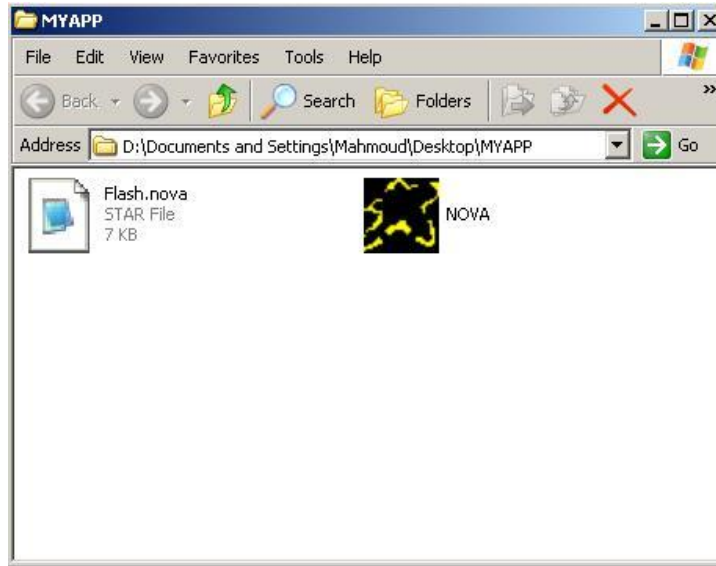 MYAPP
File Edit View Favorites Tools Help
Back Search Folders »
Address D:\Documents and Settings\Mahmoud\Desktop\MYAPP Go
Flash.nova
STAR File
7 KB
NOVA